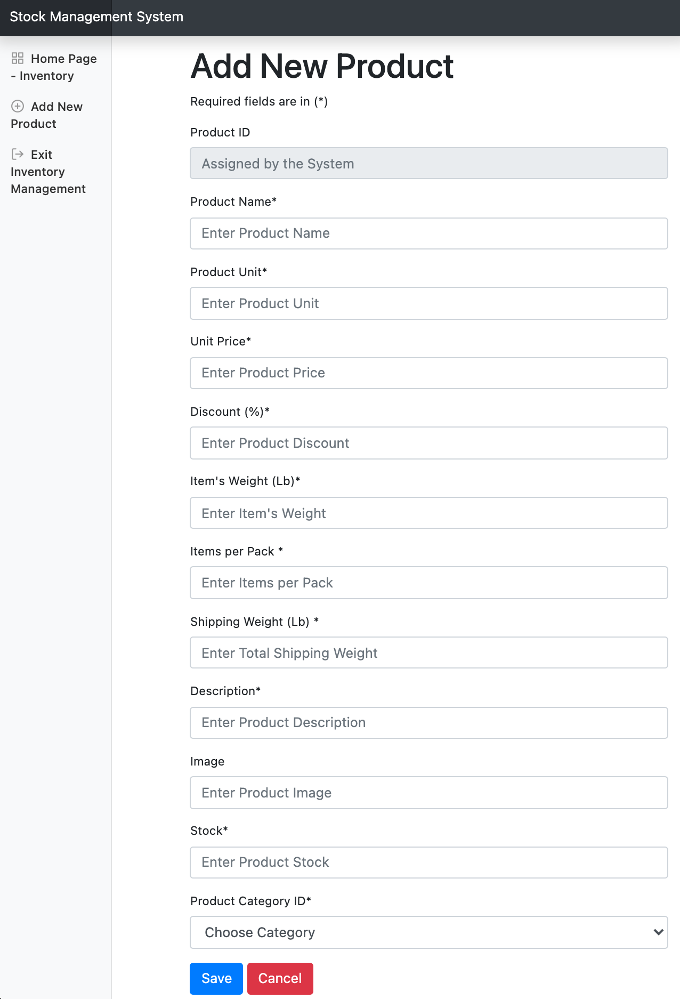 Stock Management System
Home Page
- Inventory
Add New
Product
Exit
Inventory
Management
Add New Product
Required fields are in (*)
Product ID
Assigned by the System
Product Name*
Enter Product Name
Product Unit*
Enter Product Unit
Unit Price*
Enter Product Price
Discount (%)*
Enter Product Discount
Item's Weight (Lb)*
Enter Item's Weight
Items per Pack *
Enter Items per Pack
Shipping Weight (Lb) *
Enter Total Shipping Weight
Description*
Enter Product Description
Image
Enter Product Image
Stock*
Enter Product Stock
Product Category ID*
Choose Category
Save Cancel